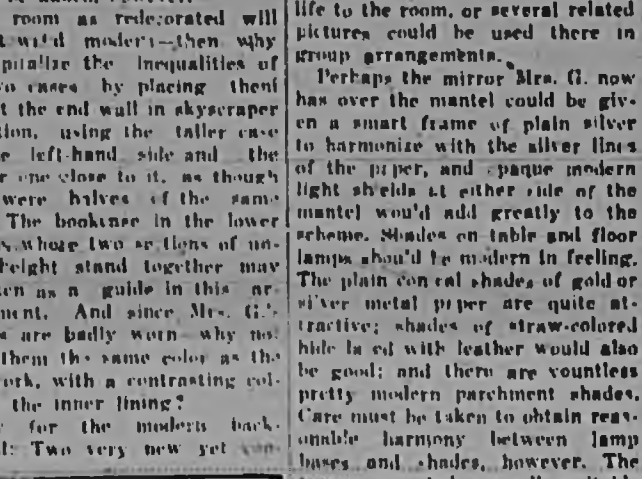 room as redecorated will
modern—then why
the inequalities of
cases by placing them
the end wall in skyscraper
using the taller case
left-hand side and the
one close to it, as though
were halves of the same
The bookcase in the lower
whose two sections of un-
height stand together may
as a guide in this ar-
And since Mrs. G.'s
are badly worn why not
them the same color as the
with a contrasting col-
the inner lining?
for the modern back-
Two very new yet
life to the room, or several related
pictures could be used there in
group arrangements.
Perhaps the mirror Mrs. G. now
has over the mantel could be giv-
en a smart frame of plain silver
to harmonize with the silver lines
of the paper, and opaque modern
light shields at either side of the
mantel would add greatly to the
scheme. Shades on table and floor
lamps should be modern in feeling.
The plain conical shades of gold or
silver metal paper are quite at-
tractive; shades of straw-colored
hide laced with leather would also
be good; and there are countless
pretty modern parchment shades.
Care must be taken to obtain reas-
onable harmony between lamp
bases and shades, however. The